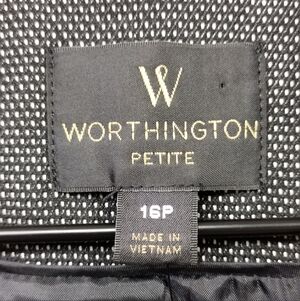 W
WORTHINGTON
PETITE
16P
MADE IN
VIETNAM